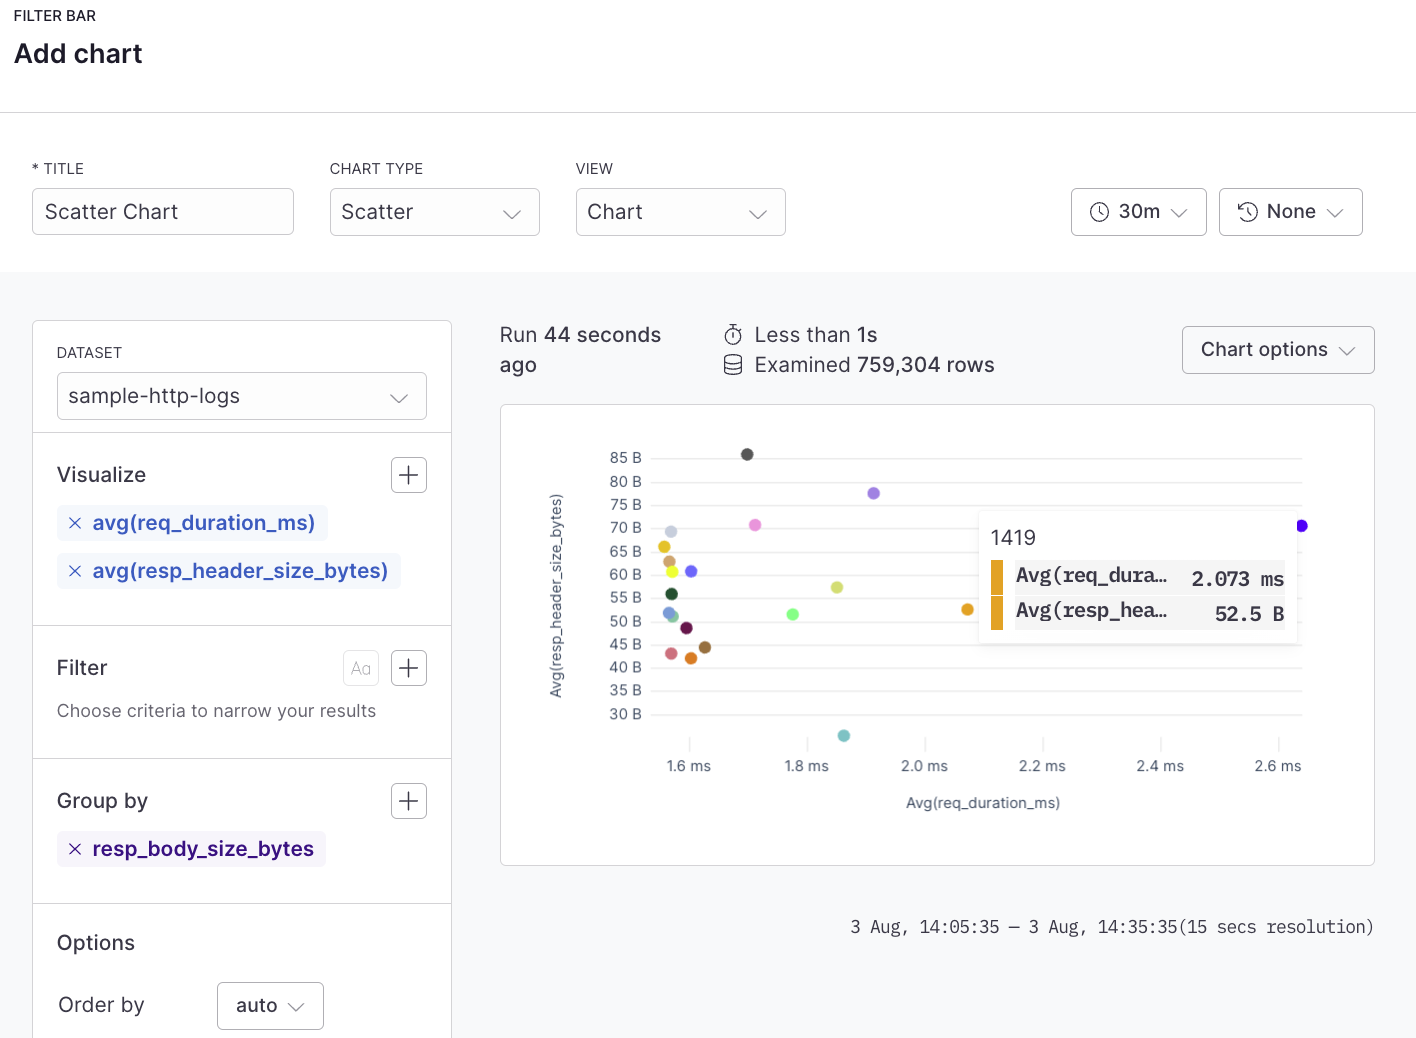 FILTER BAR
Add chart
* TITLE
CHART TYPE
VIEW
Scatter Chart
Scatter
Chart
30m
None
DATASET
sample-http-logs
Visualize
avg(req_duration_ms)
avg(resp_header_size_bytes)
Filter
Aa
Choose criteria to narrow your results
Group by
resp_body_size_bytes
Options
Order by
auto
Run 44 seconds
ago
Less than 1s
Examined 759,304 rows
Chart options
Avg(resp_header_size_bytes)
85 B
80 B
75 B
70 B
65 B
60 B
55 B
50 B
45 B
40 B
35 B
30 B
1419
Avg(req_dura… 2.073 ms
Avg(resp_hea… 52.5 B
1.6 ms
1.8 ms
2.0 ms
2.2 ms
2.4 ms
2.6 ms
Avg(req_duration_ms)
3 Aug, 14:05:35 — 3 Aug, 14:35:35(15 secs resolution)